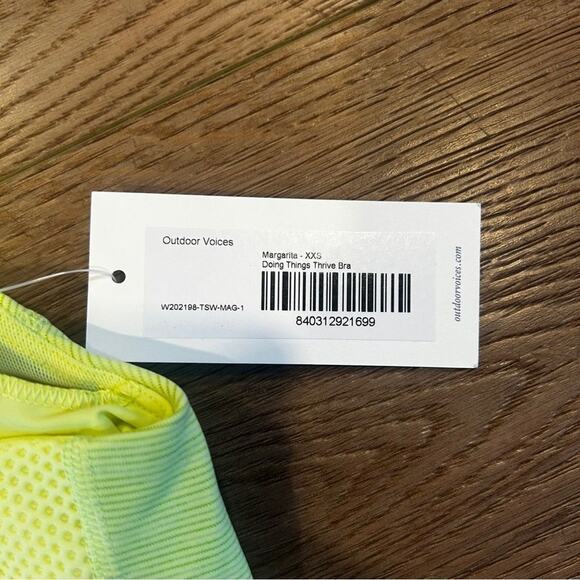 Outdoor Voices
Margarita - XXS
Doing Things Thrive Bra
W202198-TSW-MAG-1
840312921699
outdoorvoices.com